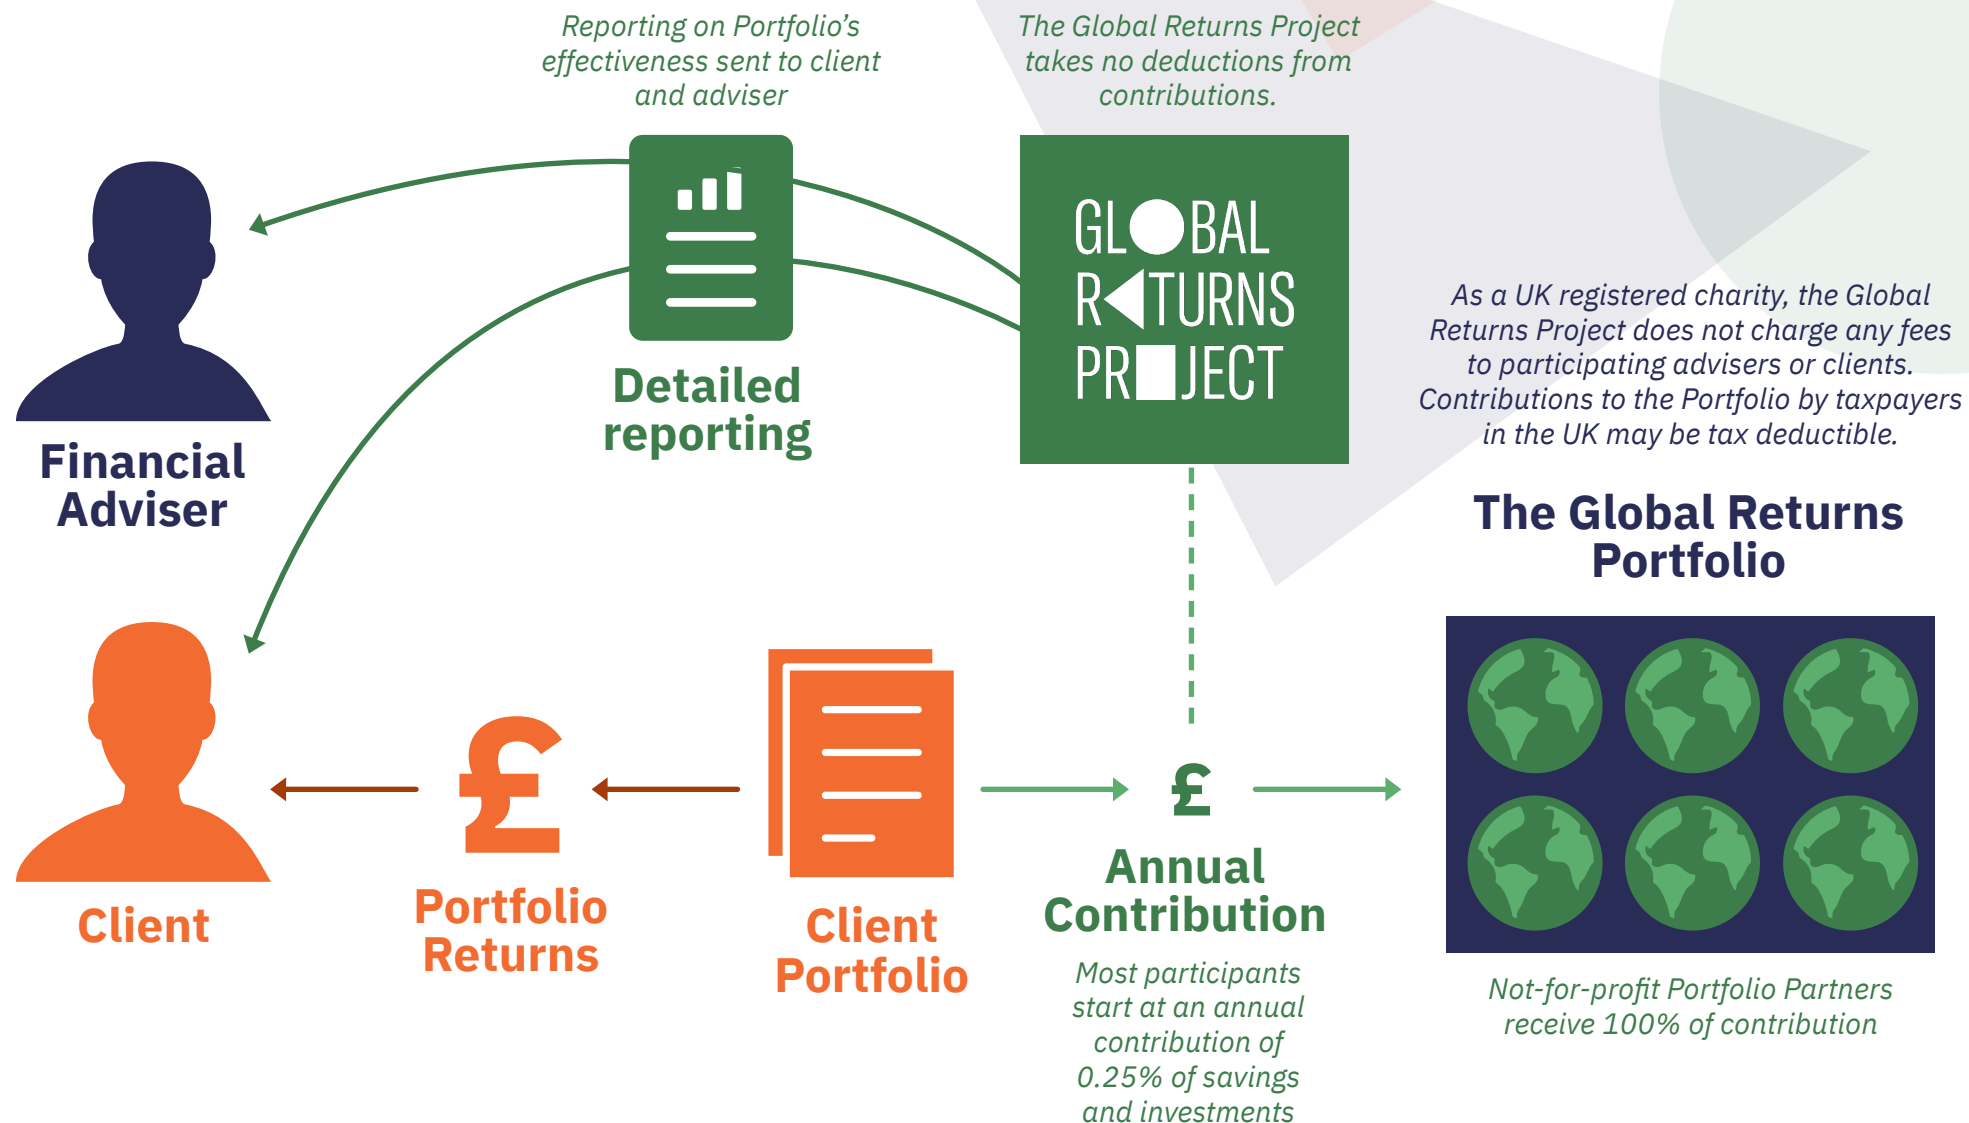 Reporting on Portfolio's
effectiveness sent to client
and adviser
The Global Returns Project
takes no deductions from
contributions.
GLOBAL
RETURNS
PROJECT
Financial
Adviser
Detailed
reporting
As a UK registered charity, the Global
Returns Project does not charge any fees
to participating advisers or clients.
Contributions to the Portfolio by taxpayers
in the UK may be tax deductible.
The Global Returns
Portfolio
£
£
Client
Portfolio
Returns
Client
Portfolio
Annual
Contribution
Most participants
start at an annual
contribution of
0.25% of savings
and investments
Not-for-profit Portfolio Partners
receive 100% of contribution